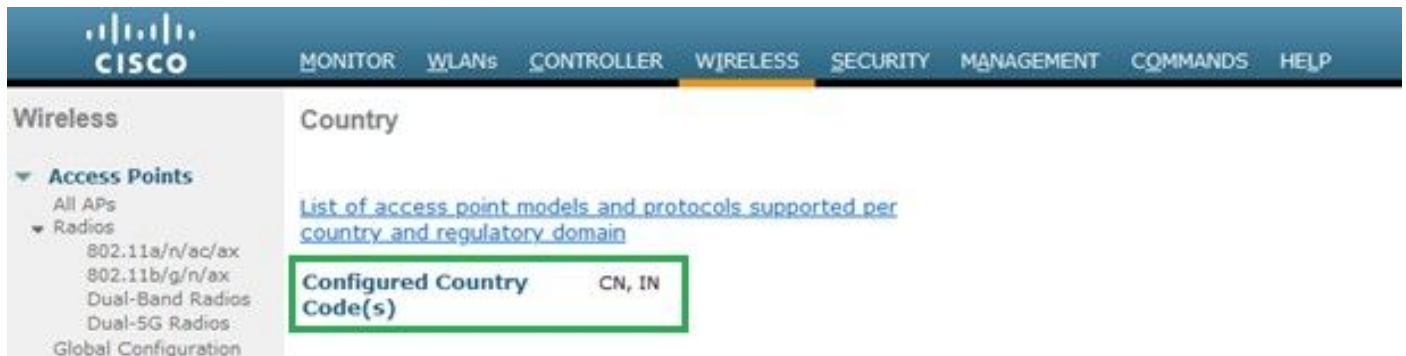 CISCO
MONITOR WLANs CONTROLLER WIRELESS SECURITY MANAGEMENT COMMANDS HELP
Wireless
Access Points
All APs
Radios
802.11a/n/ac/ax
802.11b/g/n/ax
Dual-Band Radios
Dual-5G Radios
Global Configuration
Country
List of access point models and protocols supported per
country and regulatory domain
Configured Country CN, IN
Code(s)